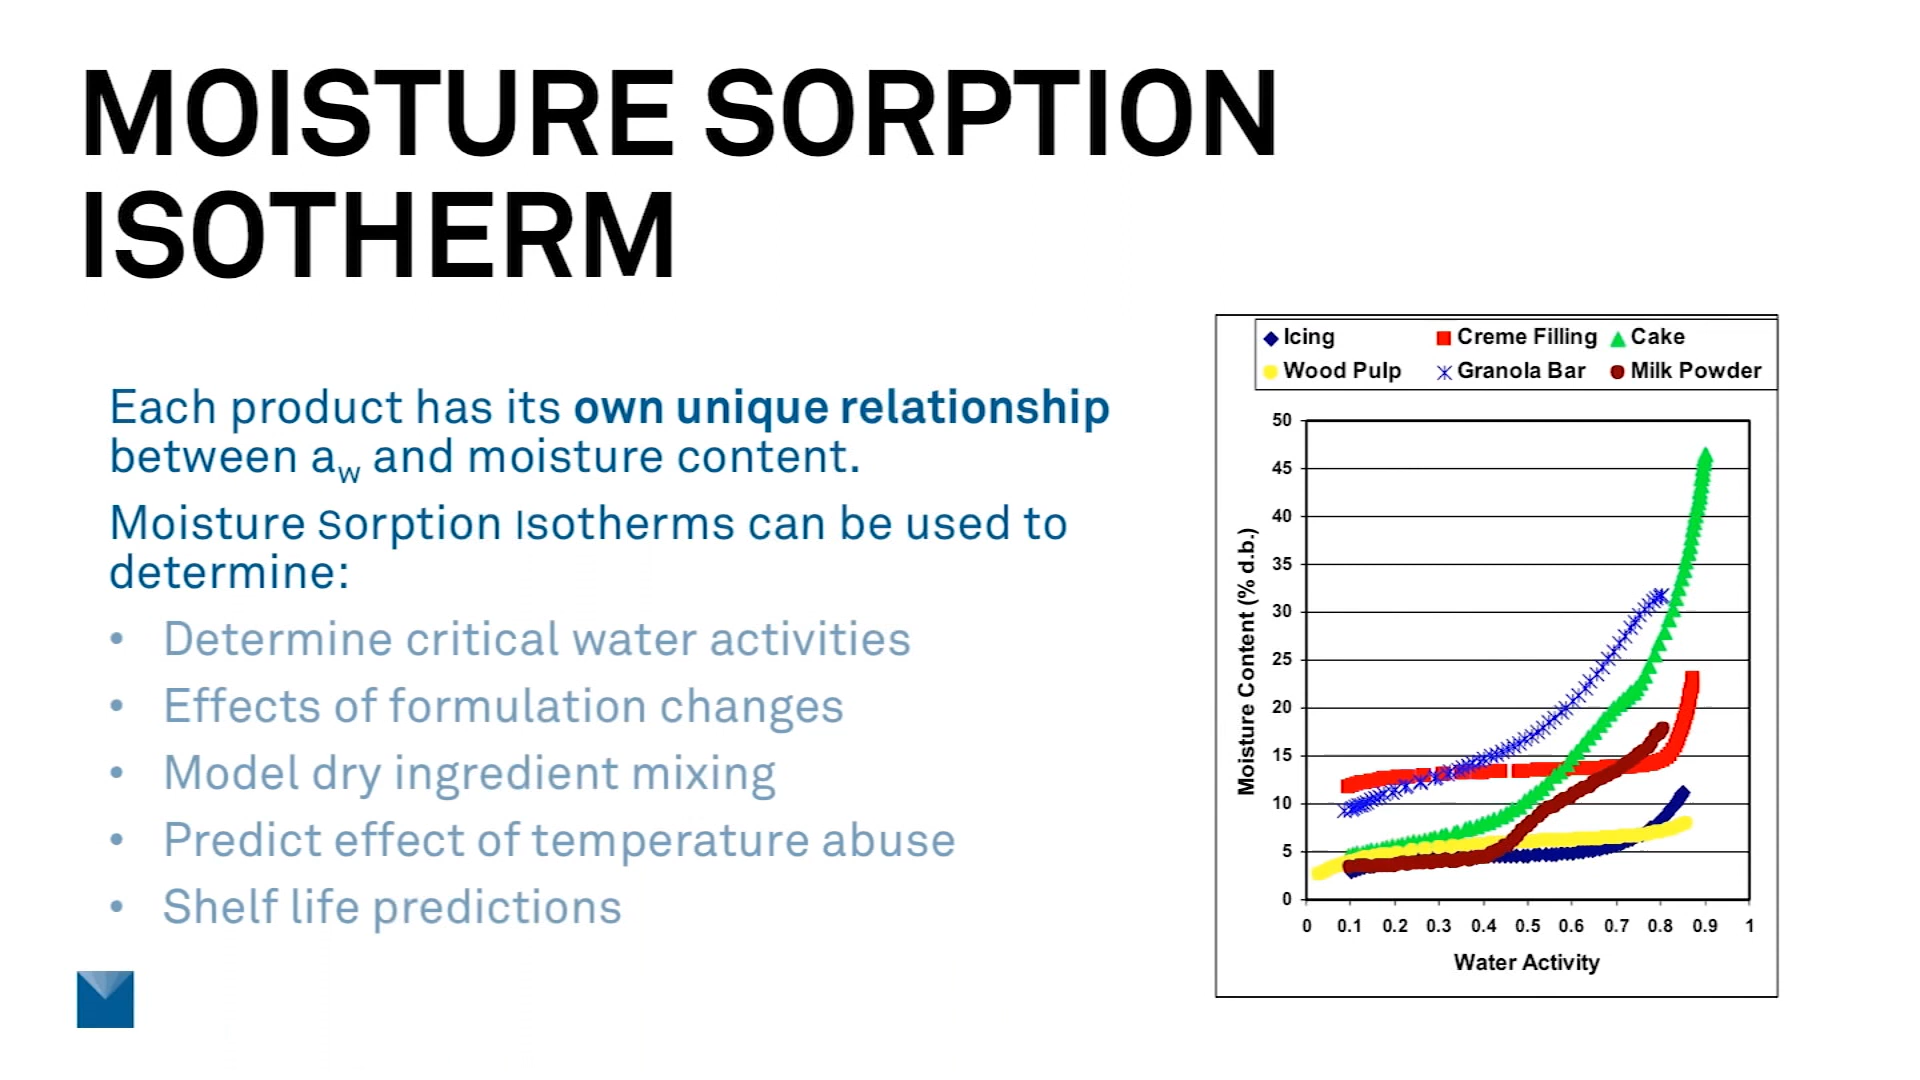 MOISTURE SORPTION
ISOTHERM
Each product has its own unique relationship
between aw and moisture content.
Moisture Sorption Isotherms can be used to
determine:
• Determine critical water activities
• Effects of formulation changes
• Model dry ingredient mixing
• Predict effect of temperature abuse
• Shelf life predictions
Icing Creme Filling Cake
Wood Pulp Granola Bar Milk Powder
Moisture Content (% d.b.)
50
45
40
35
30
25
20
15
10
5
0
0 0.1 0.2 0.3 0.4 0.5 0.6 0.7 0.8 0.9 1
Water Activity